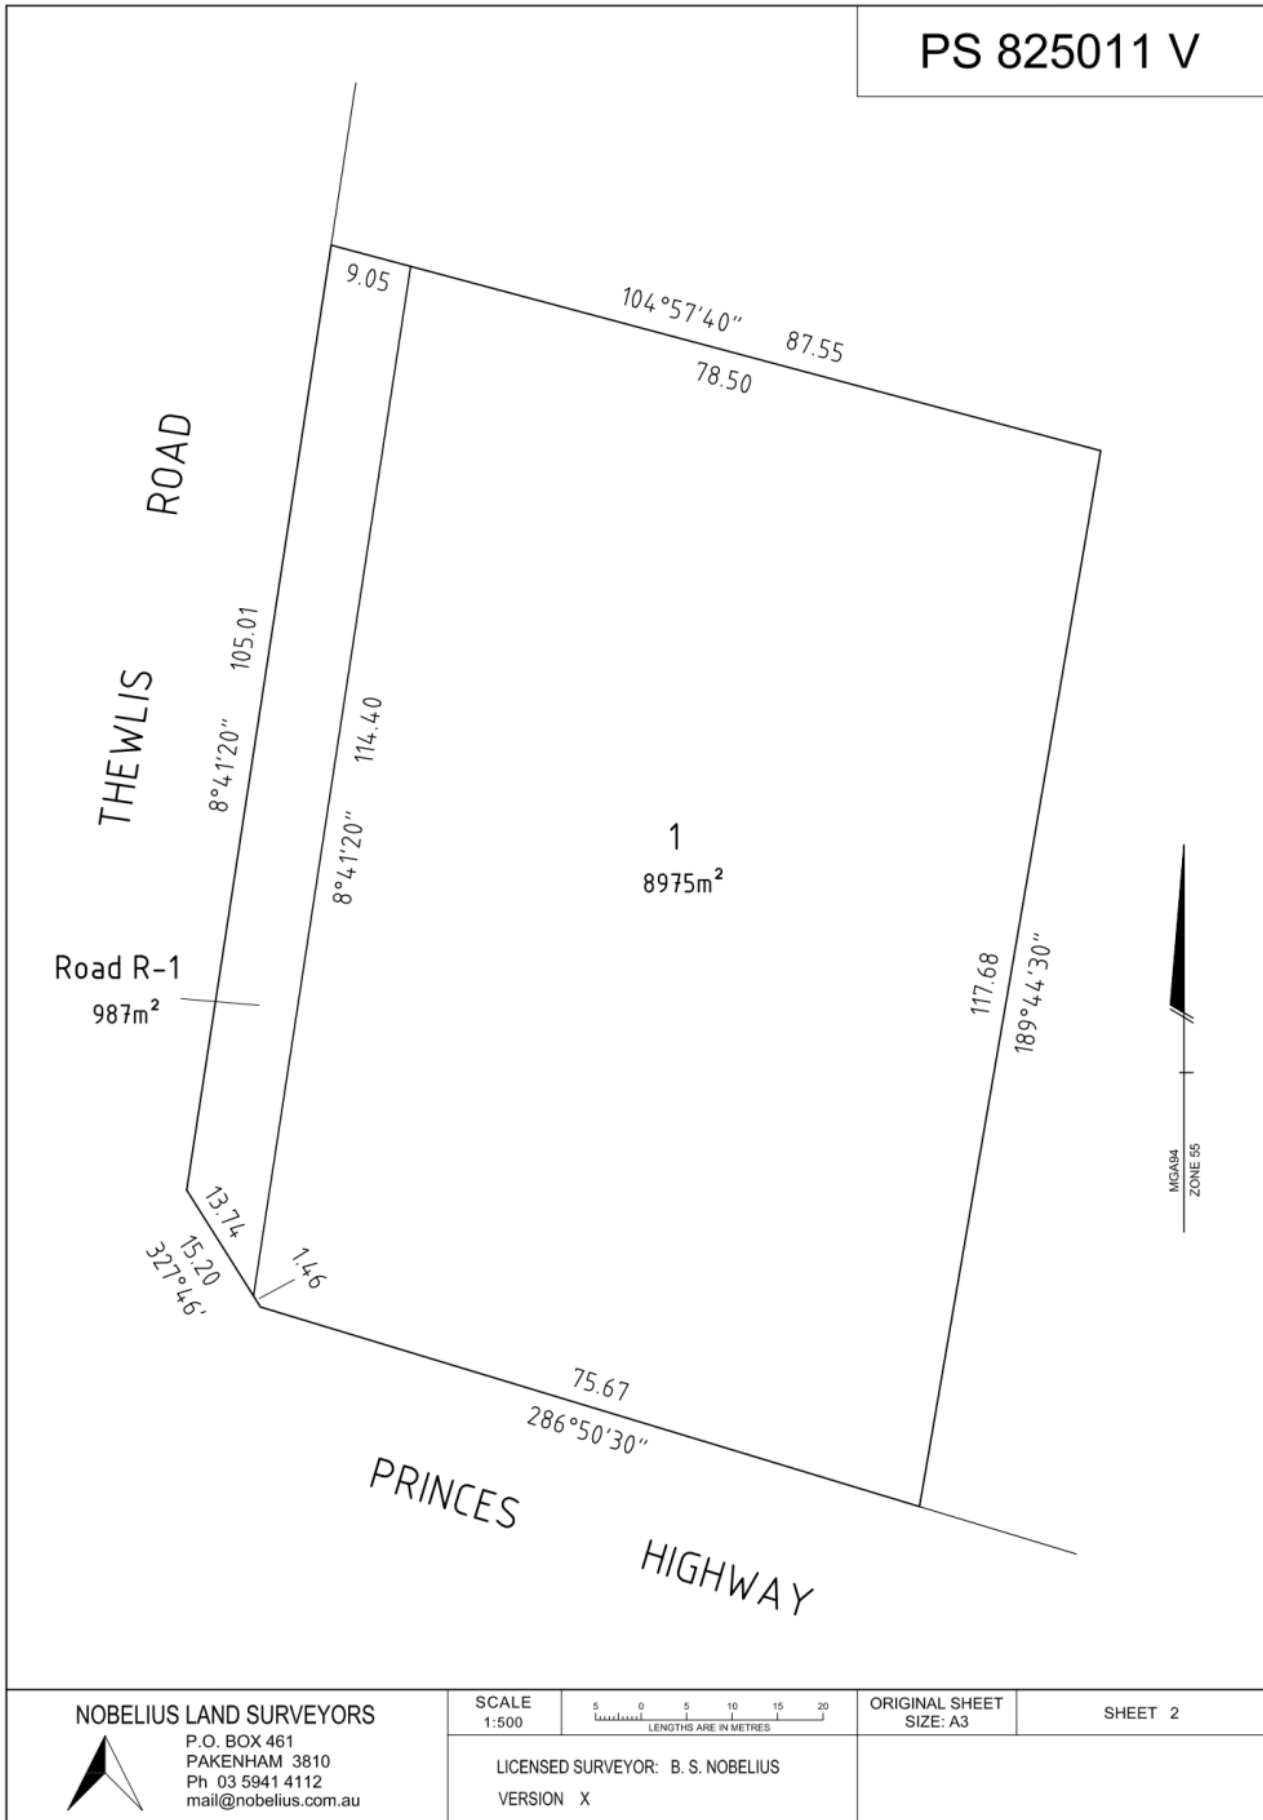 PS 825011 V
9.05
104°57'40"
87.55
78.50
ROAD
THEWLIS
105.01
8°41'20"
114.40
8°41'20"
1
8975m²
Road R-1
987m²
117.68
189°44'30"
13.74
15.20
327°46'
1.46
75.67
286°50'30"
PRINCES
HIGHWAY
MGA94
ZONE 55
NOBELIUS LAND SURVEYORS
P.O. BOX 461
PAKENHAM 3810
Ph 03 5941 4112
mail@nobelius.com.au
SCALE
1:500
5 0 5 10 15 20
LENGTHS ARE IN METRES
ORIGINAL SHEET
SIZE: A3
SHEET 2
LICENSED SURVEYOR: B. S. NOBELIUS
VERSION X